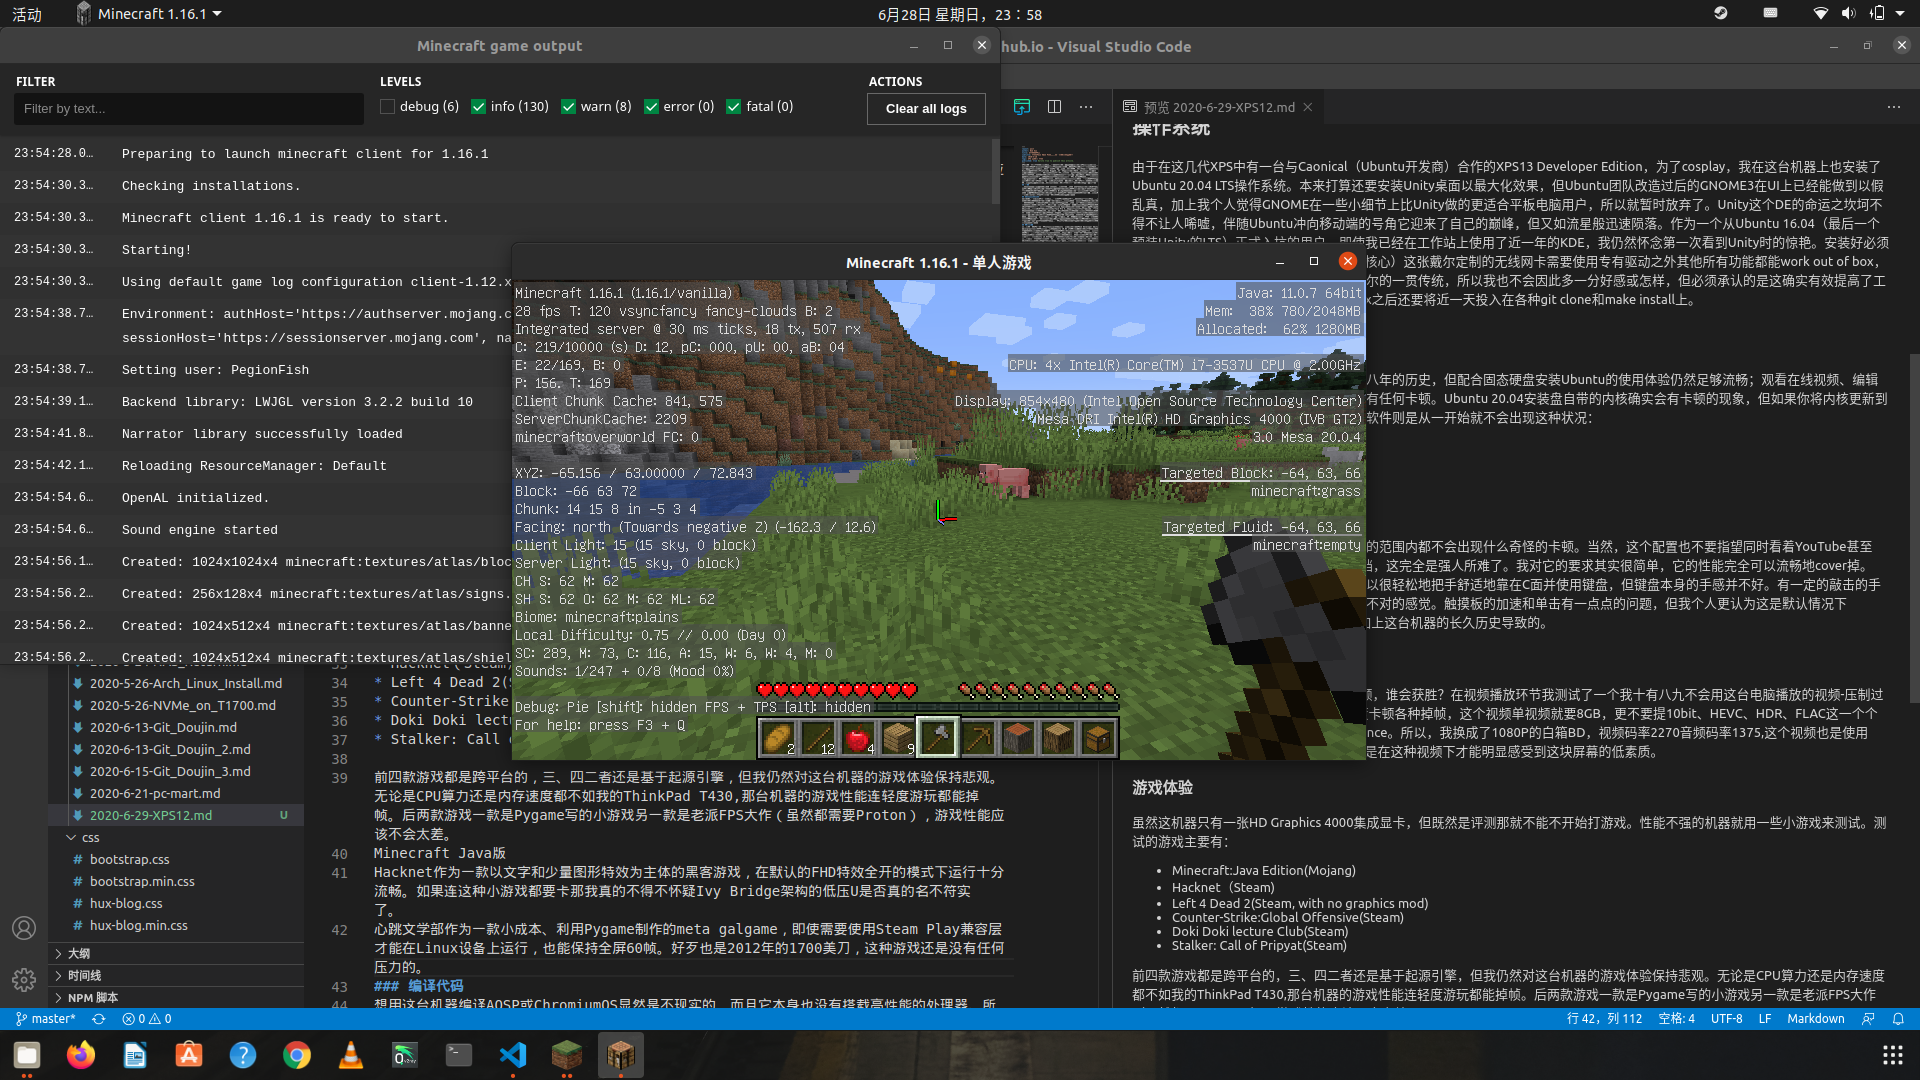 活动
Minecraft 1.16.1
6月28日 星期日，23：58
Minecraft game output
hub.io - Visual Studio Code
FILTER
LEVELS
ACTIONS
Filter by text...
debug (6)
info (130)
warn (8)
error (0)
fatal (0)
Clear all logs
23:54:28.0… Preparing to launch minecraft client for 1.16.1
23:54:30.3… Checking installations.
23:54:30.3… Minecraft client 1.16.1 is ready to start.
23:54:30.3… Starting!
23:54:30.3… Using default game log configuration client-1.12.x
23:54:38.7… Environment: authHost='https://authserver.mojang.c
sessionHost='https://sessionserver.mojang.com', na
23:54:38.7… Setting user: PegionFish
23:54:39.1… Backend library: LWJGL version 3.2.2 build 10
23:54:41.8… Narrator library successfully loaded
23:54:42.1… Reloading ResourceManager: Default
23:54:54.6… OpenAL initialized.
23:54:54.6… Sound engine started
23:54:56.1… Created: 1024x1024x4 minecraft:textures/atlas/bloc
23:54:56.2… Created: 256x128x4 minecraft:textures/atlas/signs.
23:54:56.2… Created: 1024x512x4 minecraft:textures/atlas/banne
23:54:56.2… Created: 1024x512x4 minecraft:textures/atlas/shiel
Minecraft 1.16.1 - 单人游戏
Minecraft 1.16.1 (1.16.1/vanilla)
28 fps T: 120 vsyncfancy fancy-clouds B: 2
Integrated server @ 30 ms ticks, 18 tx, 507 rx
C: 219/10000 (s) D: 12, pC: 000, pU: 00, aB: 04
E: 22/169, B: 0
P: 156. T: 169
Client Chunk Cache: 841, 575
ServerChunkCache: 2209
minecraft:overworld FC: 0
XYZ: -65.156 / 63.00000 / 72.843
Block: -66 63 72
Chunk: 14 15 8 in -5 3 4
Facing: north (Towards negative Z) (-162.3 / 12.6)
Client Light: 15 (15 sky, 0 block)
Server Light: (15 sky, 0 block)
CH S: 62 M: 62
SH S: 62 O: 62 M: 62 ML: 62
Biome: minecraft:plains
Local Difficulty: 0.75 // 0.00 (Day 0)
SC: 289, M: 73, C: 116, A: 15, W: 6, W: 4, M: 0
Sounds: 1/247 + 0/8 (Mood 0%)
Debug: Pie [shift]: hidden FPS + TPS [alt]: hidden
For help: press F3 + Q
Java: 11.0.7 64bit
Mem: 38% 780/2048MB
Allocated: 62% 1280MB
CPU: 4x Intel(R) Core(TM) i7-3537U CPU @ 2.00GHz
Display: 854x480 (Intel Open Source Technology Center)
Mesa DRI Intel(R) HD Graphics 4000 (IVB GT2)
3.0 Mesa 20.0.4
Targeted Block: -64, 63, 66
minecraft:grass
Targeted Fluid: -64, 63, 66
minecraft:empty
2
12
4
9
预览 2020-6-29-XPS12.md
操作系统
由于在这几代XPS中有一台与Caonical（Ubuntu开发商）合作的XPS13 Developer Edition，为了cosplay，我在这台机器上也安装了
Ubuntu 20.04 LTS操作系统。本来打算还要安装Unity桌面以最大化效果，但Ubuntu团队改造过后的GNOME3在UI上已经能做到以假
乱真，加上我个人觉得GNOME在一些小细节上比Unity做的更适合平板电脑用户，所以就暂时放弃了。Unity这个DE的命运之坎坷不
得不让人唏嘘，伴随Ubuntu冲向移动端的号角它迎来了自己的巅峰，但又如流星般迅速陨落。作为一个从Ubuntu 16.04（最后一个
预装Unity的LTS）正式入坑的用户，即使我已经在工作站上使用了近一年的KDE，我仍然怀念第一次看到Unity时的惊艳。安装好必须
核心）这张戴尔定制的无线网卡需要使用专有驱动之外其他所有功能都能work out of box，
尔的一贯传统，所以我也不会因此多一分好感或怎样，但必须承认的是这确实有效提高了工
x之后还要将近一天投入在各种git clone和make install上。
八年的历史，但配合固态硬盘安装Ubuntu的使用体验仍然足够流畅；观看在线视频、编辑
有任何卡顿。Ubuntu 20.04安装盘自带的内核确实会有卡顿的现象，但如果你将内核更新到
软件则是从一开始就不会出现这种状况：
的范围内都不会出现什么奇怪的卡顿。当然，这个配置也不要指望同时看着YouTube甚至
当，这完全是强人所难了。我对它的要求其实很简单，它的性能完全可以流畅地cover掉。
以很轻松地把手舒适地靠在C面并使用键盘，但键盘本身的手感并不好。有一定的敲击的手
不对的感觉。触摸板的加速和单击有一点点的问题，但我个人更认为这是默认情况下
加上这台机器的长久历史导致的。
，谁会获胜？在视频播放环节我测试了一个我十有八九不会用这台电脑播放的视频-压制过
卡顿各种掉帧，这个视频单视频就要8GB，更不要提10bit、HEVC、HDR、FLAC这一个个
nce。所以，我换成了1080P的白箱BD，视频码率2270音频码率1375,这个视频也是使用
是在这种视频下才能明显感受到这块屏幕的低素质。
游戏体验
虽然这机器只有一张HD Graphics 4000集成显卡，但既然是评测那就不能不开始打游戏。性能不强的机器就用一些小游戏来测试。测
试的游戏主要有：
Minecraft:Java Edition(Mojang)
Hacknet（Steam)
Left 4 Dead 2(Steam, with no graphics mod)
Counter-Strike:Global Offensive(Steam)
Doki Doki lecture Club(Steam)
Stalker: Call of Pripyat(Steam)
前四款游戏都是跨平台的，三、四二者还是基于起源引擎，但我仍然对这台机器的游戏体验保持悲观。无论是CPU算力还是内存速度
都不如我的ThinkPad T430,那台机器的游戏性能连轻度游玩都能掉帧。后两款游戏一款是Pygame写的小游戏另一款是老派FPS大作
2020-5-26-Arch_Linux_Install.md
2020-5-26-NVMe_on_T1700.md
2020-6-13-Git_Doujin.md
2020-6-13-Git_Doujin_2.md
2020-6-15-Git_Doujin_3.md
2020-6-21-pc-mart.md
2020-6-29-XPS12.md U
css
bootstrap.css
bootstrap.min.css
hux-blog.css
hux-blog.min.css
大纲
时间线
NPM 脚本
34 * Left 4 Dead 2(S
35 * Counter-Strike
36 * Doki Doki lectu
37 * Stalker: Call o
38
39 前四款游戏都是跨平台的，三、四二者还是基于起源引擎，但我仍然对这台机器的游戏体验保持悲观。
无论是CPU算力还是内存速度都不如我的ThinkPad T430,那台机器的游戏性能连轻度游玩都能掉
帧。后两款游戏一款是Pygame写的小游戏另一款是老派FPS大作（虽然都需要Proton），游戏性能应
该不会太差。
40 Minecraft Java版
41 Hacknet作为一款以文字和少量图形特效为主体的黑客游戏，在默认的FHD特效全开的模式下运行十分
流畅。如果连这种小游戏都要卡那我真的不得不怀疑Ivy Bridge架构的低压U是否真的名不符实
了。
42 心跳文学部作为一款小成本、利用Pygame制作的meta galgame，即使需要使用Steam Play兼容层
才能在Linux设备上运行，也能保持全屏60帧。好歹也是2012年的1700美刀，这种游戏还是没有任何
压力的。
43 ### 编译代码
44 想用这台机器编译AOSP或ChromiumOS显然是不现实的，而且它本身也没有搭载高性能的处理器，所
master*
0 0
行 42，列 112
空格: 4
UTF-8
LF
Markdown